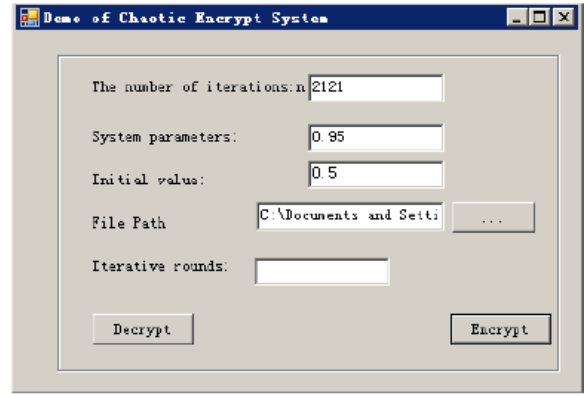 Demo of Chaotic Encrypt System
The number of iterations:n 2121
System parameters: 0.95
Initial value: 0.5
File Path C:\Documents and Setti ...
Iterative rounds:
Decrypt Encrypt